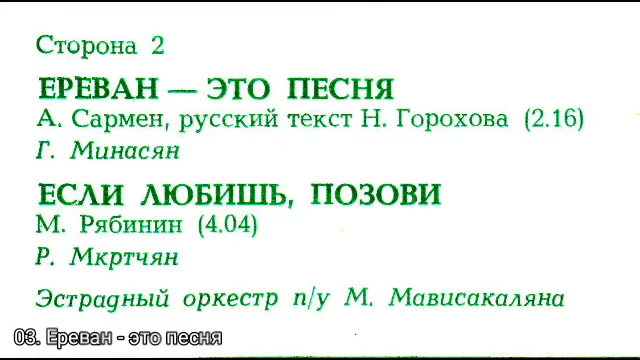 Сторона 2
ЕРЕВАН — ЭТО ПЕСНЯ
А. Сармен, русский текст Н. Горохова (2.16)
Г. Минасян
ЕСЛИ ЛЮБИШЬ, ПОЗОВИ
М. Рябинин (4.04)
Р. Мкртчян
Эстрадный оркестр п/у М. Мависакаляна
03. Ереван - это песня